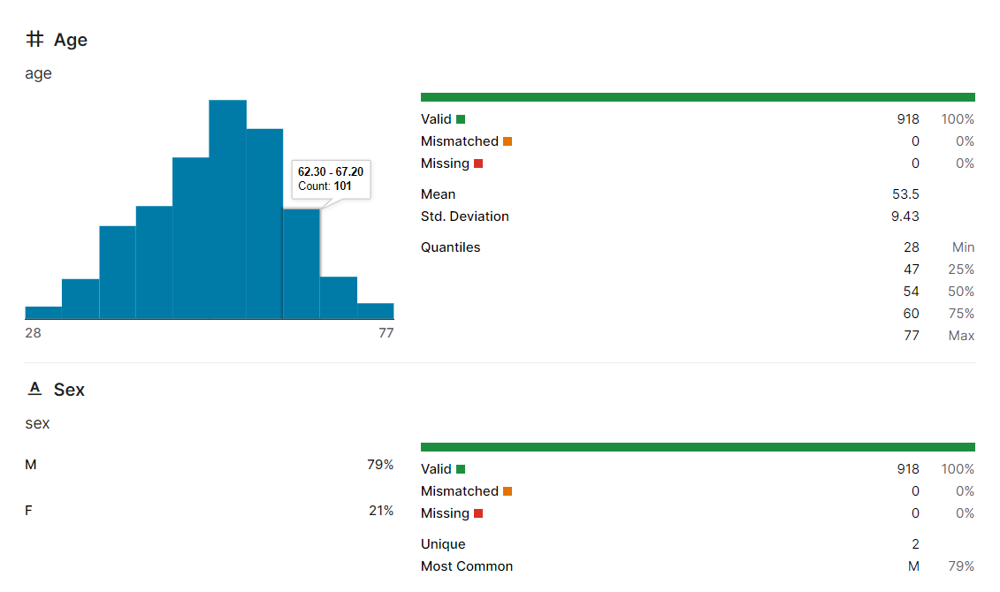 Age
age
62.30 - 67.20
Count: 101
28 77
Valid 918 100%
Mismatched 0 0%
Missing 0 0%
Mean 53.5
Std. Deviation 9.43
Quantiles 28 Min
47 25%
54 50%
60 75%
77 Max
A Sex
sex
M 79%
F 21%
Valid 918 100%
Mismatched 0 0%
Missing 0 0%
Unique 2
Most Common M 79%